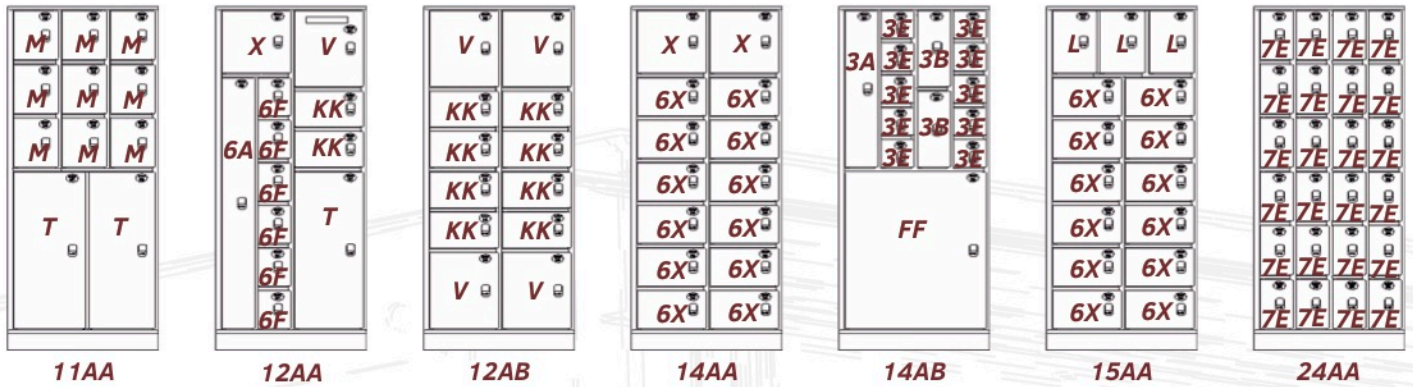 M M M
M M M
M M M
T T
11AA
X V
6F KK
6A 6F KK
6F T
6F
6F
6F
12AA
V V
KK KK
KK KK
KK KK
KK KK
V V
12AB
X X
6X 6X
6X 6X
6X 6X
6X 6X
6X 6X
6X 6X
14AA
3A 3E 3B 3E
3E 3E
3E 3B 3E
3E 3E
3E 3E
FF
14AB
L L L
6X 6X
6X 6X
6X 6X
6X 6X
6X 6X
6X 6X
15AA
7E 7E 7E 7E
7E 7E 7E 7E
7E 7E 7E 7E
7E 7E 7E 7E
7E 7E 7E 7E
7E 7E 7E 7E
24AA